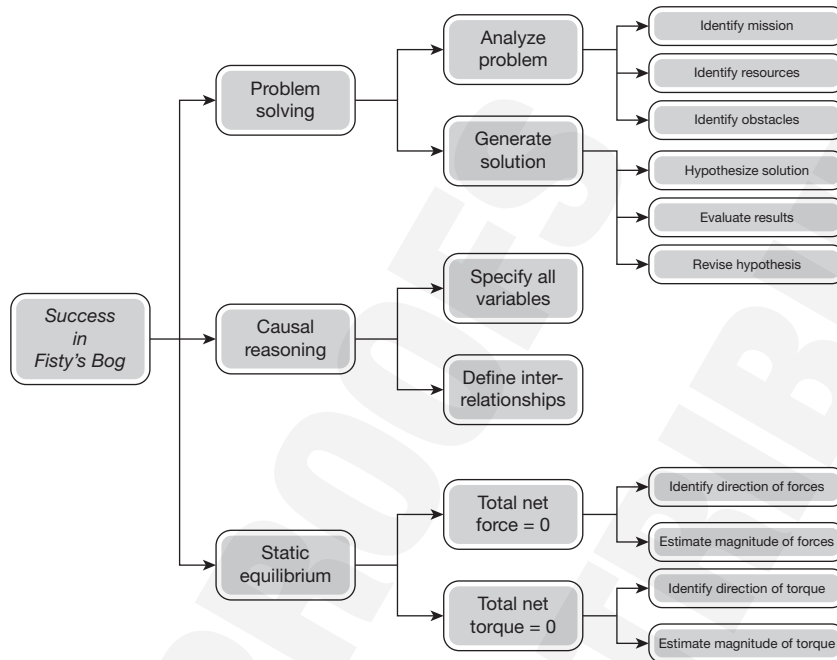 Success
in
Fisty's Bog
Problem
solving
Analyze
problem
Identify mission
Identify resources
Identify obstacles
Generate
solution
Hypothesize solution
Evaluate results
Revise hypothesis
Causal
reasoning
Specify all
variables
Define inter-
relationships
Static
equilibrium
Total net
force = 0
Identify direction of forces
Estimate magnitude of forces
Total net
torque = 0
Identify direction of torque
Estimate magnitude of torque
PROOFS